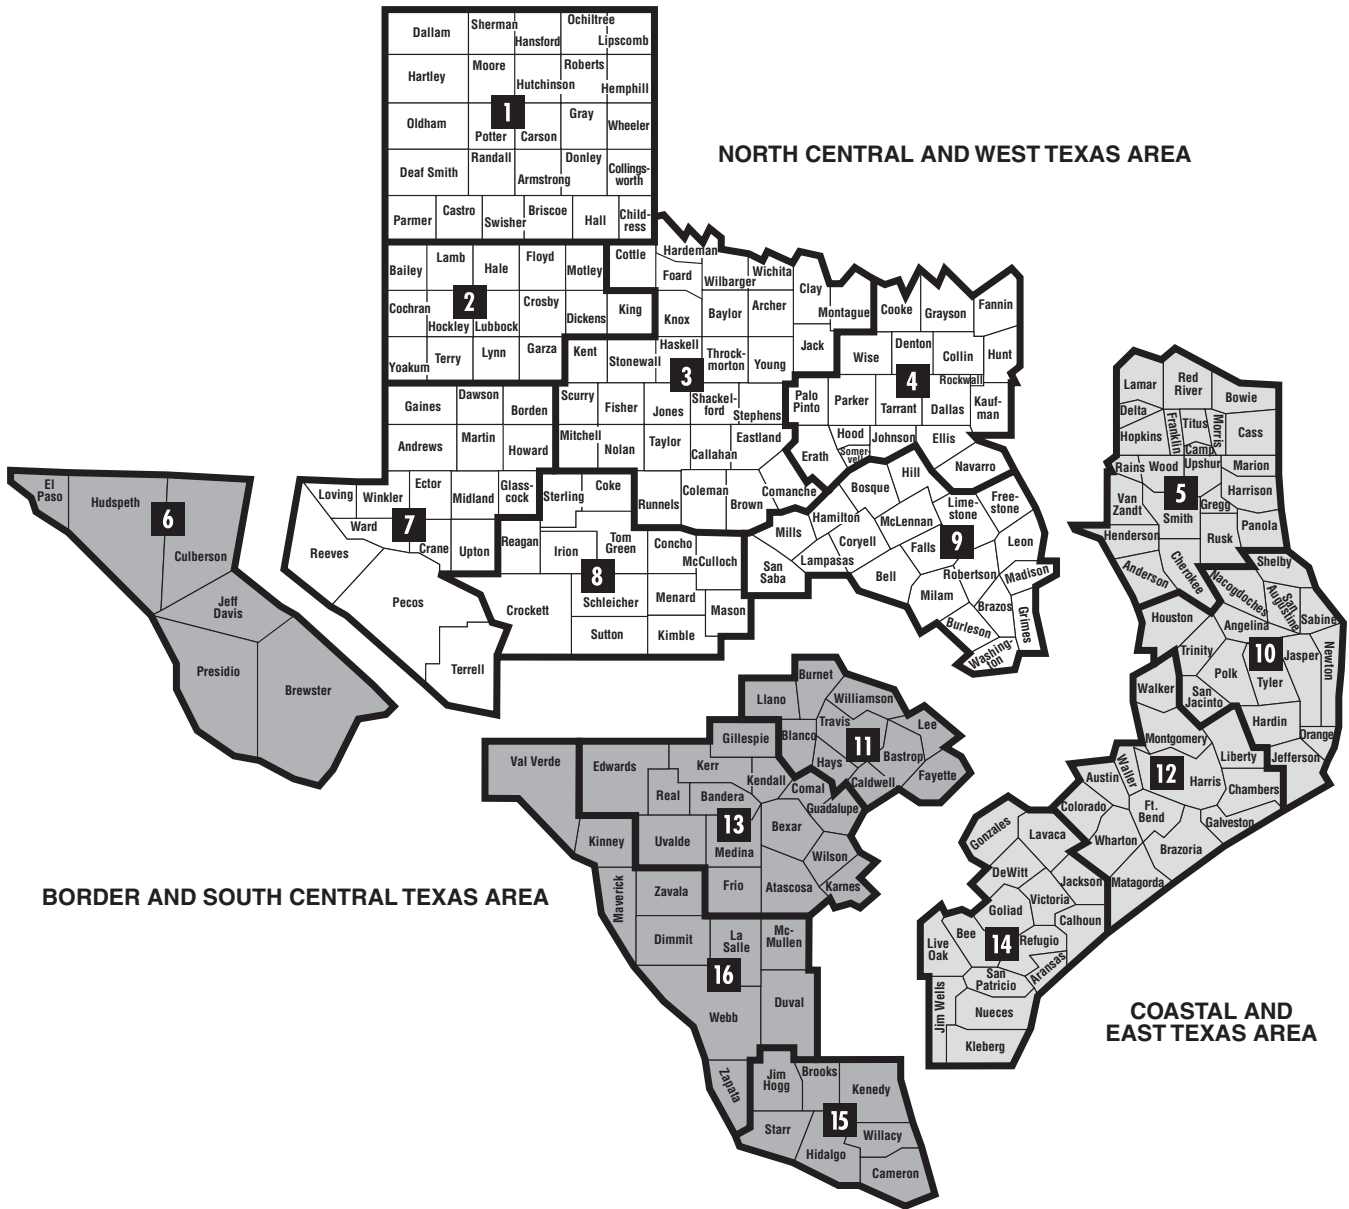 Dallam
Sherman
Hansford
Ochiltree
Lipscomb
Hartley
Moore
Hutchinson
Roberts
Hemphill
1
Oldham
Potter
Carson
Gray
Wheeler
Deaf Smith
Randall
Armstrong
Donley
Collings-
worth
Parmer
Castro
Swisher
Briscoe
Hall
Child-
ress
NORTH CENTRAL AND WEST TEXAS AREA
Bailey
Lamb
Hale
Floyd
Motley
2
Cochran
Hockley
Lubbock
Crosby
Dickens
Yoakum
Terry
Lynn
Garza
Cottle
Hardeman
Foard
Wilbarger
Wichita
Clay
Montague
King
Knox
Baylor
Archer
Jack
Kent
Stonewall
Haskell
Throck-
morton
Young
3
Scurry
Fisher
Jones
Shackel-
ford
Stephens
Mitchell
Nolan
Taylor
Callahan
Eastland
Runnels
Coleman
Brown
Comanche
Cooke
Grayson
Fannin
Wise
Denton
Collin
Hunt
4
Rockwall
Palo
Pinto
Parker
Tarrant
Dallas
Kauf-
man
Erath
Hood
Somer-
vell
Johnson
Ellis
Navarro
Gaines
Dawson
Borden
Andrews
Martin
Howard
Loving
Winkler
Ector
Midland
Glass-
cock
7
Reeves
Ward
Crane
Upton
Pecos
Terrell
Sterling
Coke
Reagan
Irion
Tom
Green
Concho
McCulloch
8
Crockett
Schleicher
Menard
Mason
Sutton
Kimble
Bosque
Hill
Hamilton
McLennan
Lime-
stone
Free-
stone
Mills
Coryell
Falls
9
Leon
San
Saba
Lampasas
Bell
Robertson
Madison
Milam
Brazos
Grimes
Burleson
Washing-
ton
El
Paso
Hudspeth
6
Culberson
Jeff
Davis
Presidio
Brewster
Lamar
Red
River
Bowie
Delta
Hopkins
Franklin
Titus
Morris
Cass
Camp
Rains
Wood
Upshur
Marion
5
Van
Zandt
Smith
Gregg
Harrison
Henderson
Rusk
Panola
Anderson
Cherokee
Shelby
Nacogdoches
San
Augustine
Sabine
Houston
Angelina
Trinity
10
Polk
Tyler
Jasper
Newton
San
Jacinto
Hardin
Orange
Jefferson
Walker
Montgomery
Liberty
12
Austin
Waller
Harris
Chambers
Colorado
Ft.
Bend
Galveston
Wharton
Brazoria
Matagorda
Gonzales
Lavaca
DeWitt
Jackson
Victoria
Goliad
Calhoun
Bee
14
Refugio
Live
Oak
Aransas
San
Patricio
Jim Wells
Nueces
Kleberg
COASTAL AND
EAST TEXAS AREA
Burnet
Llano
Williamson
Blanco
Travis
Lee
11
Hays
Bastrop
Caldwell
Fayette
Gillespie
Edwards
Kerr
Kendall
Comal
Real
Bandera
Guadalupe
13
Uvalde
Medina
Bexar
Wilson
Frio
Atascosa
Karnes
Val Verde
Kinney
BORDER AND SOUTH CENTRAL TEXAS AREA
Maverick
Zavala
Dimmit
La
Salle
Mc-
Mullen
16
Webb
Duval
Zapata
Jim
Hogg
Brooks
Kenedy
15
Starr
Willacy
Hidalgo
Cameron